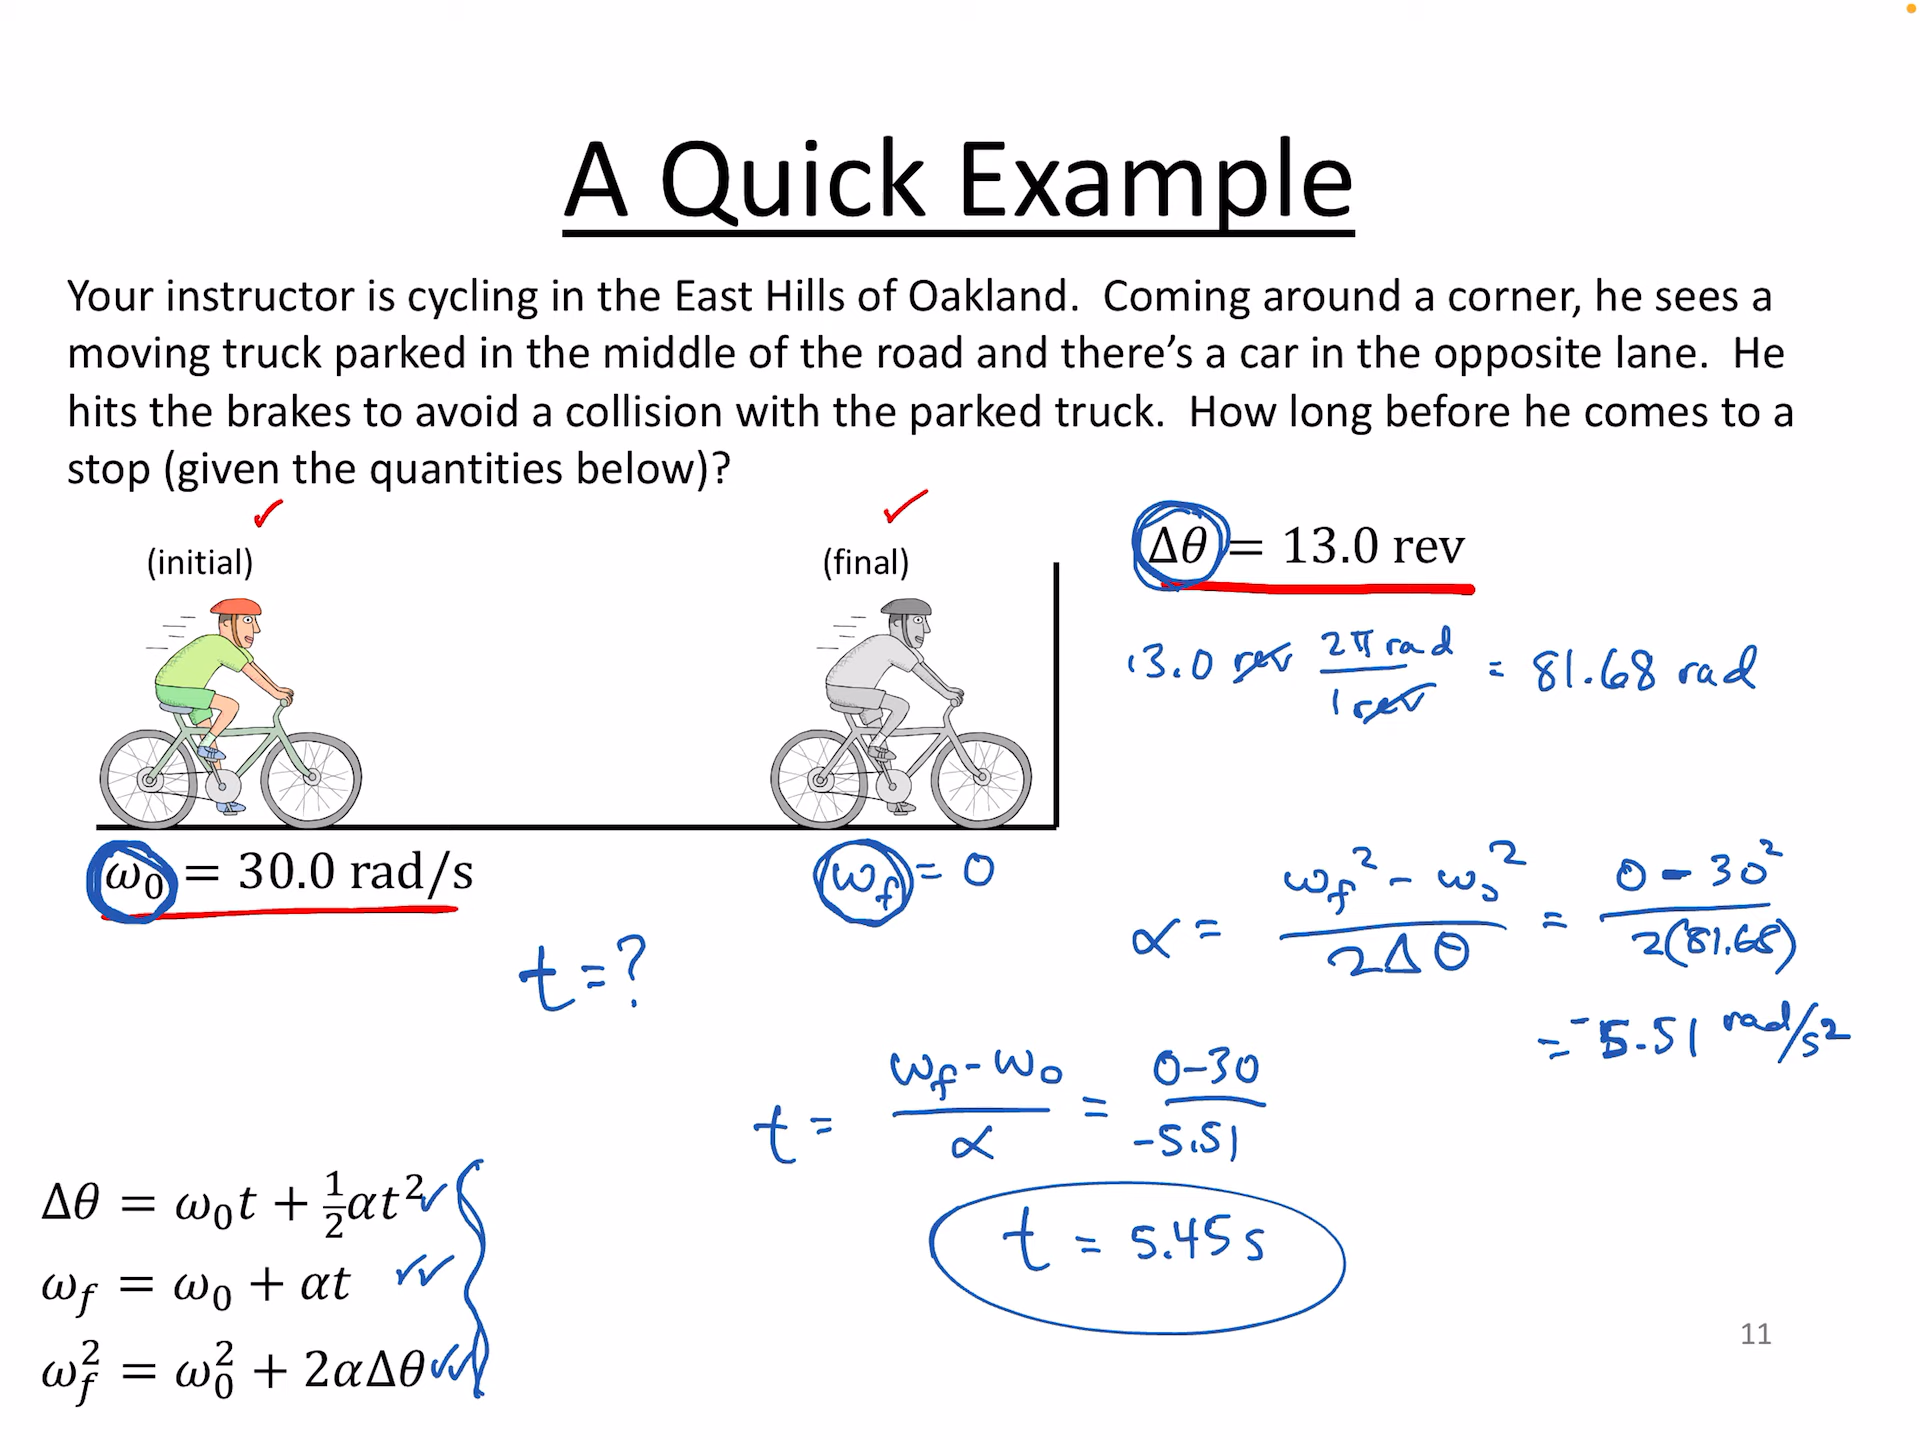 A Quick Example
Your instructor is cycling in the East Hills of Oakland. Coming around a corner, he sees a
moving truck parked in the middle of the road and there’s a car in the opposite lane. He
hits the brakes to avoid a collision with the parked truck. How long before he comes to a
stop (given the quantities below)?
(initial)
(final)
Δθ = 13.0 rev
13.0 rev 2π rad / 1 rev = 81.68 rad
ω₀ = 30.0 rad/s
ω_f = 0
t = ?
α = (ω_f² - ω₀²) / 2Δθ = (0 - 30²) / 2(81.68)
= -5.51 rad/s²
t = (ω_f - ω₀) / α = (0-30) / -5.51
t = 5.45 s
Δθ = ω₀t + ½αt²
ω_f = ω₀ + αt
ω_f² = ω₀² + 2αΔθ
11